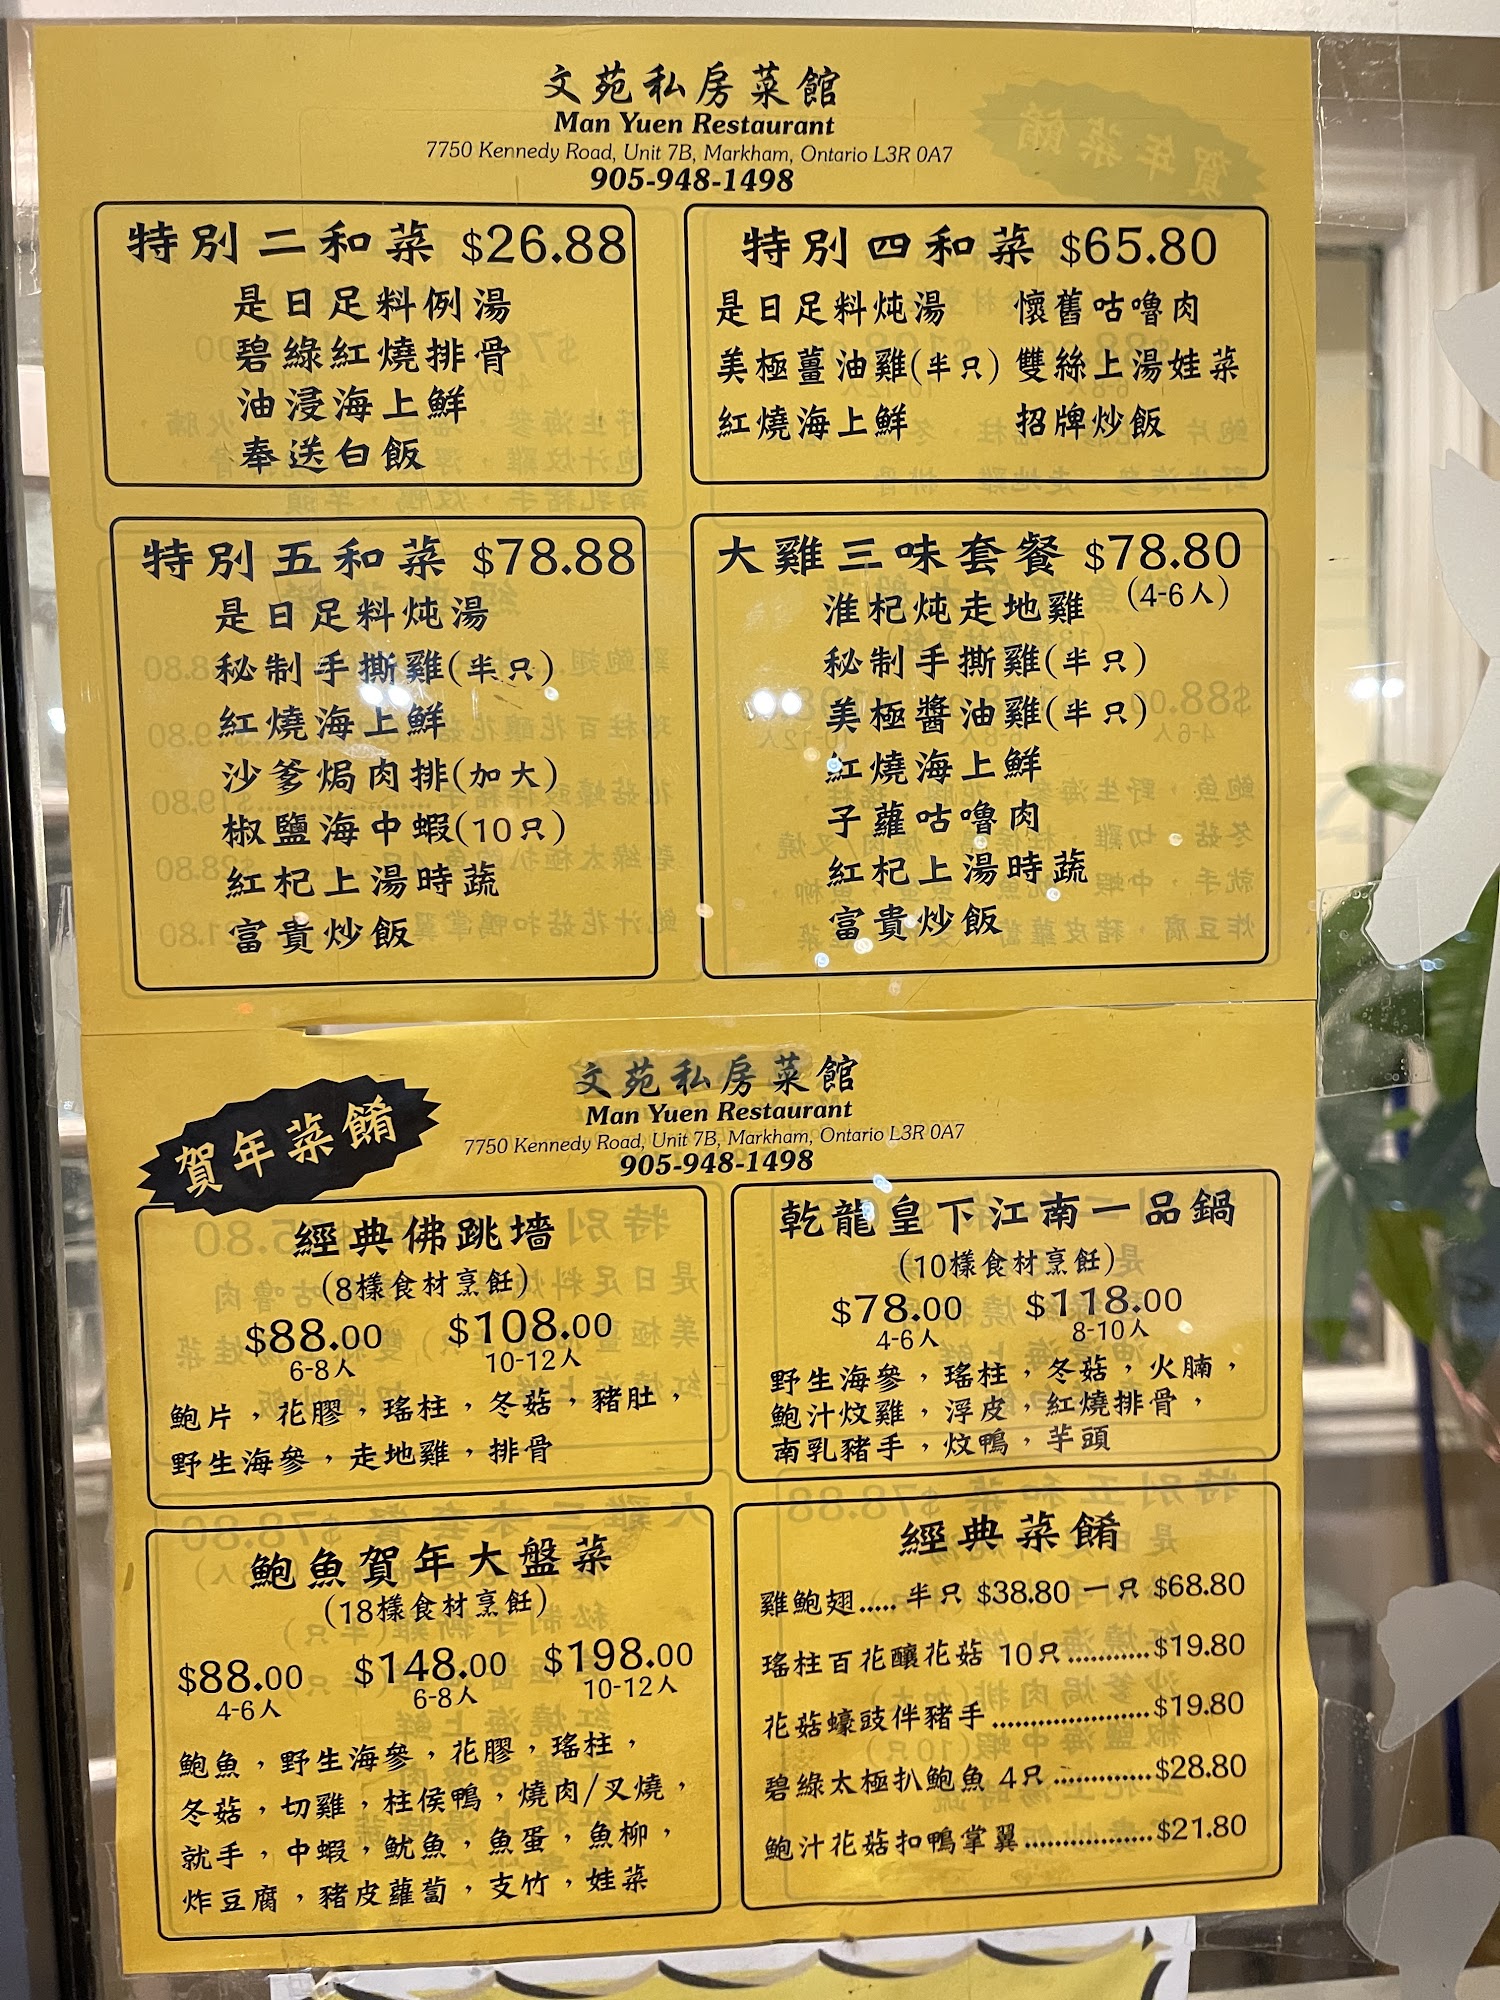 文苑私房菜館
Man Yuen Restaurant
7750 Kennedy Road, Unit 7B, Markham, Ontario L3R 0A7
905-948-1498
特別二和菜 $26.88
是日足料例湯
碧綠紅燒排骨
油浸海上鮮
奉送白飯
特別四和菜 $65.80
是日足料炖湯 懷舊咕嚕肉
美極薑油雞(半只) 雙絲上湯娃菜
紅燒海上鮮 招牌炒飯
特別五和菜 $78.88
是日足料炖湯
秘制手撕雞(半只)
紅燒海上鮮
沙爹焗肉排(加大)
椒鹽海中蝦(10只)
紅杞上湯時蔬
富貴炒飯
大雞三味套餐 $78.80
(4-6人)
淮杞炖走地雞
秘制手撕雞(半只)
美極醬油雞(半只)
紅燒海上鮮
子蘿咕嚕肉
紅杞上湯時蔬
富貴炒飯
文苑私房菜館
Man Yuen Restaurant
7750 Kennedy Road, Unit 7B, Markham, Ontario L3R 0A7
905-948-1498
賀年菜餚
經典佛跳墻
(8樣食材烹飪)
$88.00 $108.00
6-8人 10-12人
鮑片，花膠，瑤柱，冬菇，豬肚，
野生海參，走地雞，排骨
乾龍皇下江南一品鍋
(10樣食材烹飪)
$78.00 $118.00
4-6人 8-10人
野生海參，瑤柱，冬菇，火腩，
鮑汁炆雞，浮皮，紅燒排骨，
南乳豬手，炆鴨，芋頭
鮑魚賀年大盤菜
(18樣食材烹飪)
$88.00 $148.00 $198.00
4-6人 6-8人 10-12人
鮑魚，野生海參，花膠，瑤柱，
冬菇，切雞，柱侯鴨，燒肉/叉燒，
就手，中蝦，魷魚，魚蛋，魚柳，
炸豆腐，豬皮蘿蔔，支竹，娃菜
經典菜餚
雞鮑翅..... 半只 $38.80 一只 $68.80
瑤柱百花釀花菇 10只...........$19.80
花菇蠔豉伴豬手.....................$19.80
碧綠太極扒鮑魚 4只.............$28.80
鮑汁花菇扣鴨掌翼.................$21.80